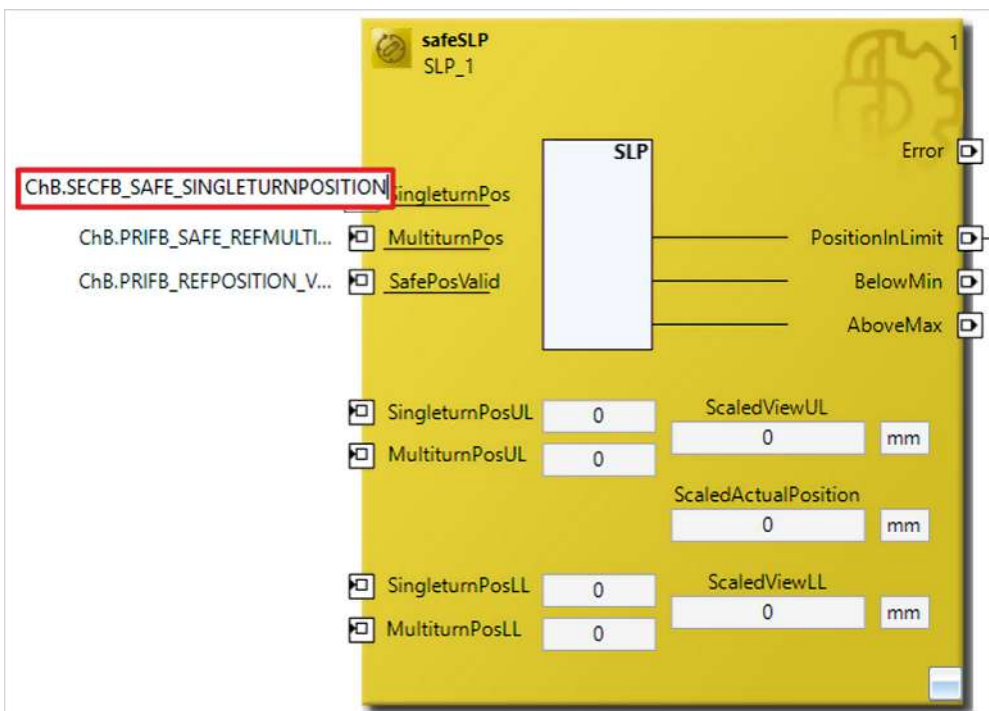 safeSLP
SLP_1
1
SLP
Error
ChB.SECFB_SAFE_SINGLETURNPOSITION
SingleturnPos
ChB.PRIFB_SAFE_REFMULTI...
MultiturnPos
PositionInLimit
ChB.PRIFB_REFPOSITION_V...
SafePosValid
BelowMin
AboveMax
SingleturnPosUL
0
ScaledViewUL
0
mm
MultiturnPosUL
0
ScaledActualPosition
0
mm
SingleturnPosLL
0
ScaledViewLL
0
mm
MultiturnPosLL
0